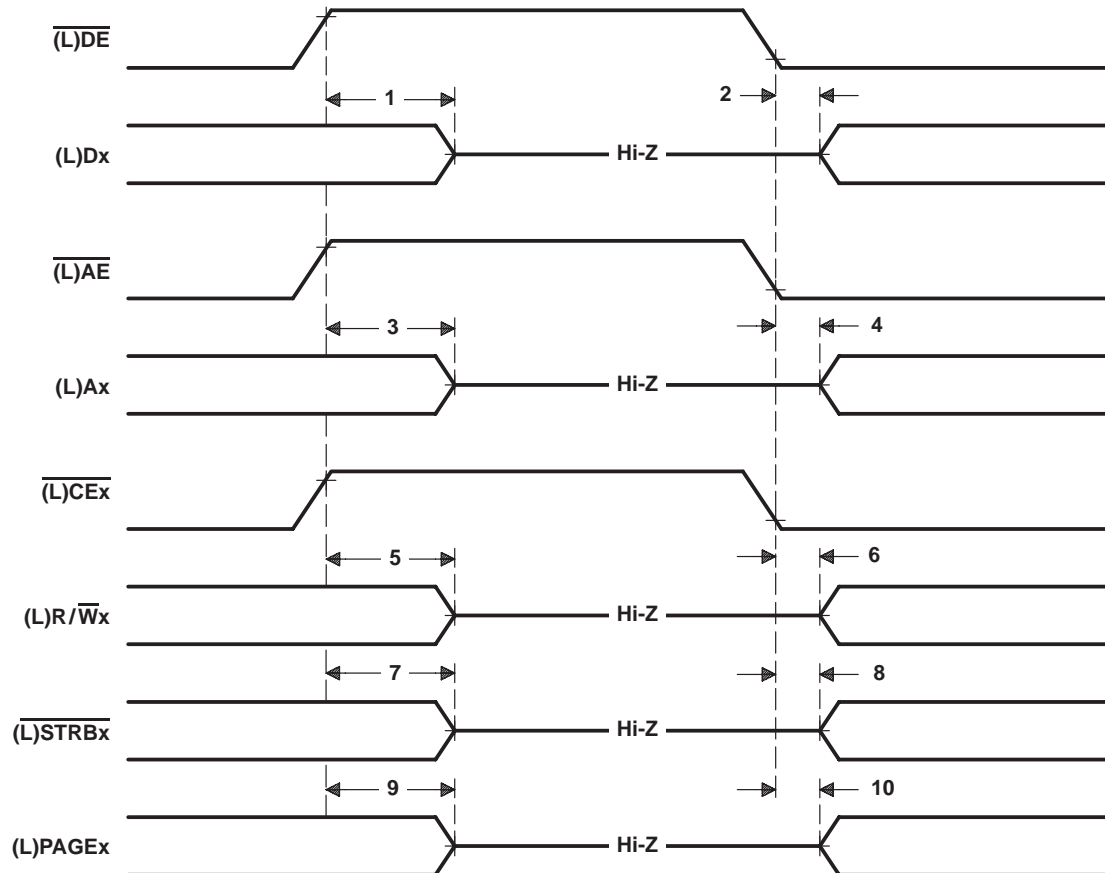 (L)DE
1
2
(L)Dx
Hi-Z
(L)AE
3
4
(L)Ax
Hi-Z
(L)CEx
5
6
(L)R/W̅x
Hi-Z
7
8
(L)STRBx
Hi-Z
9
10
(L)PAGEx
Hi-Z